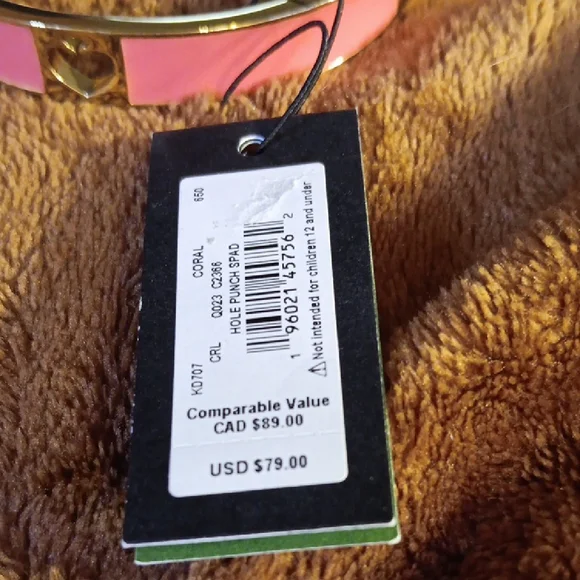 KD707 CORAL 650
CRL Q023 C2366
HOLE PUNCH SPAD
1 96021 45756 2
⚠Not intended for children 12 and under
Comparable Value
CAD $89.00
USD $79.00